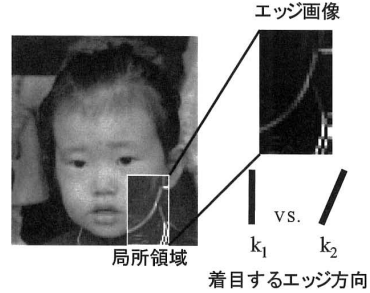 エッジ画像
局所領域
vs.
k₁
k₂
着目するエッジ方向